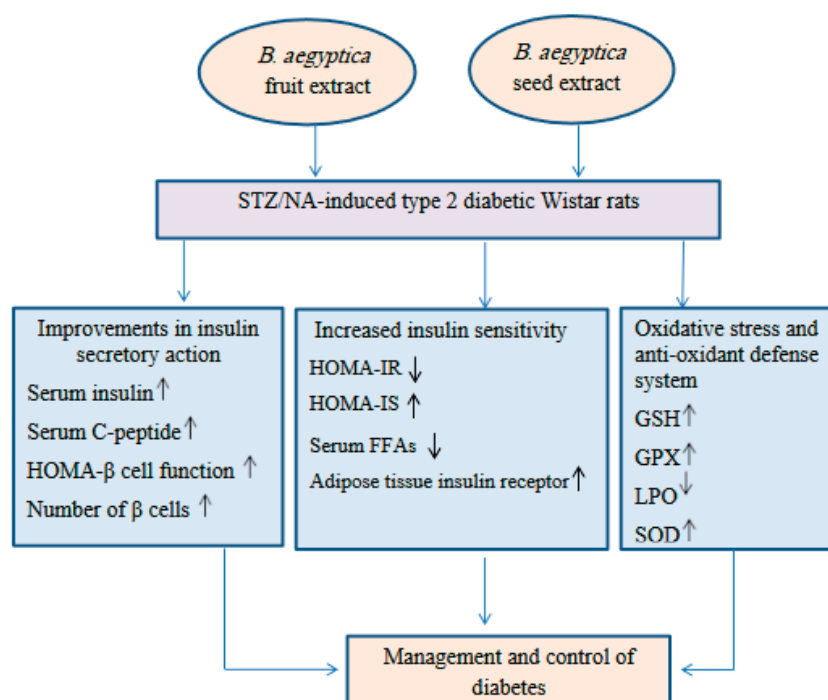 B. aegyptica
fruit extract
B. aegyptica
seed extract
STZ/NA-induced type 2 diabetic Wistar rats
Improvements in insulin
secretory action
Serum insulin↑
Serum C-peptide↑
HOMA-β cell function ↑
Number of β cells ↑
Increased insulin sensitivity
HOMA-IR ↓
HOMA-IS ↑
Serum FFAs ↓
Adipose tissue insulin receptor↑
Oxidative stress and
anti-oxidant defense
system
GSH↑
GPX↑
LPO↓
SOD↑
Management and control of
diabetes